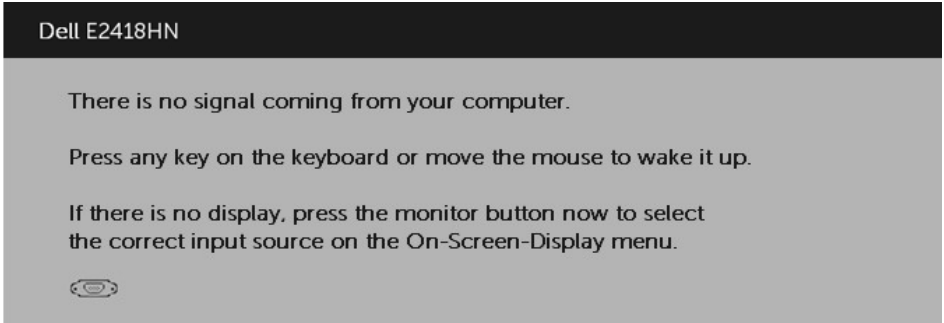 Dell E2418HN
There is no signal coming from your computer.
Press any key on the keyboard or move the mouse to wake it up.
If there is no display, press the monitor button now to select
the correct input source on the On-Screen-Display menu.